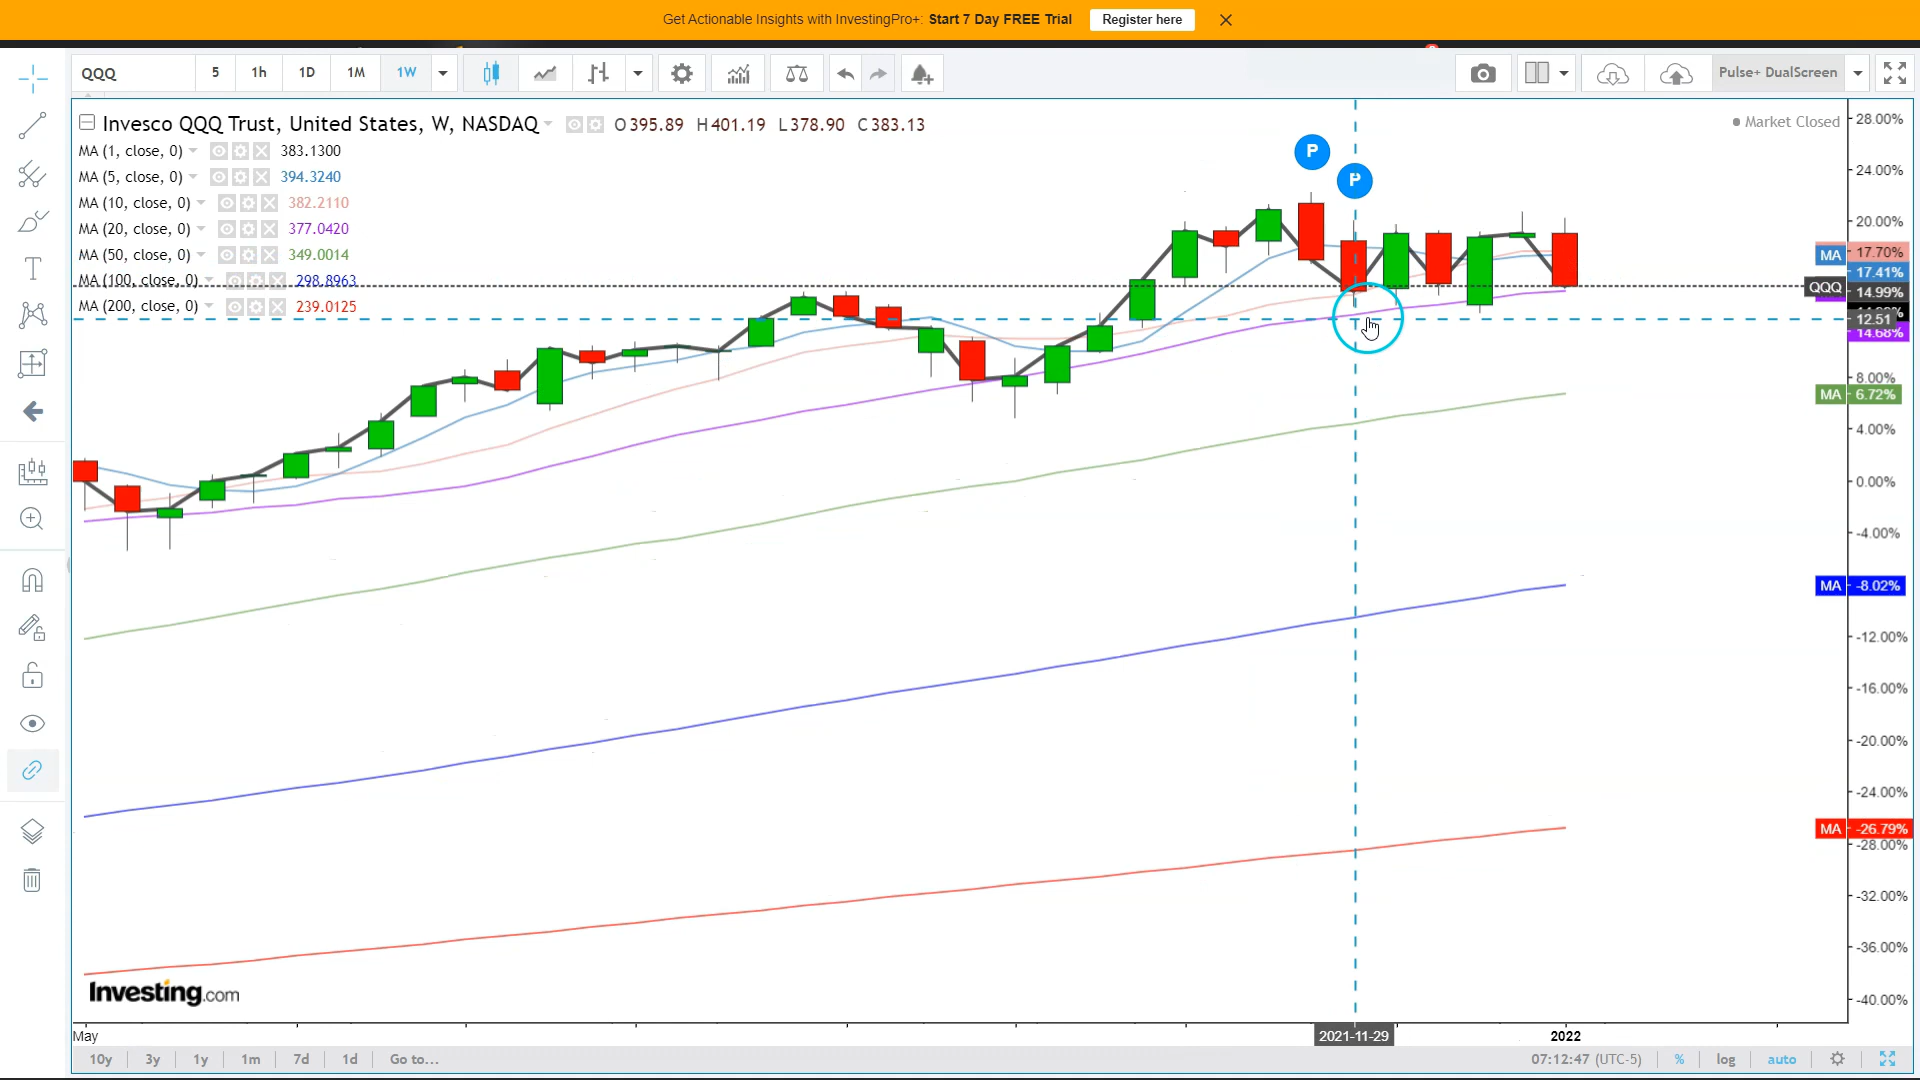 Get Actionable Insights with InvestingPro+: Start 7 Day FREE Trial Register here
QQQ 5 1h 1D 1M 1W Pulse+ DualScreen
Invesco QQQ Trust, United States, W, NASDAQ O395.89 H401.19 L378.90 C383.13
Market Closed
MA (1, close, 0) 383.1300
MA (5, close, 0) 394.3240
MA (10, close, 0) 382.2110
MA (20, close, 0) 377.0420
MA (50, close, 0) 349.0014
MA (100, close, 0) 298.8963
MA (200, close, 0) 239.0125
P
P
28.00%
24.00%
20.00%
17.70%
MA 17.41%
QQQ 14.99%
12.51
14.68%
8.00%
MA 6.72%
4.00%
0.00%
-4.00%
MA -8.02%
-12.00%
-16.00%
-20.00%
-24.00%
MA -26.79%
-28.00%
-32.00%
-36.00%
-40.00%
Investing.com
May 2021-11-29 2022
10y 3y 1y 1m 7d 1d Go to... 07:12:47 (UTC-5) % log auto